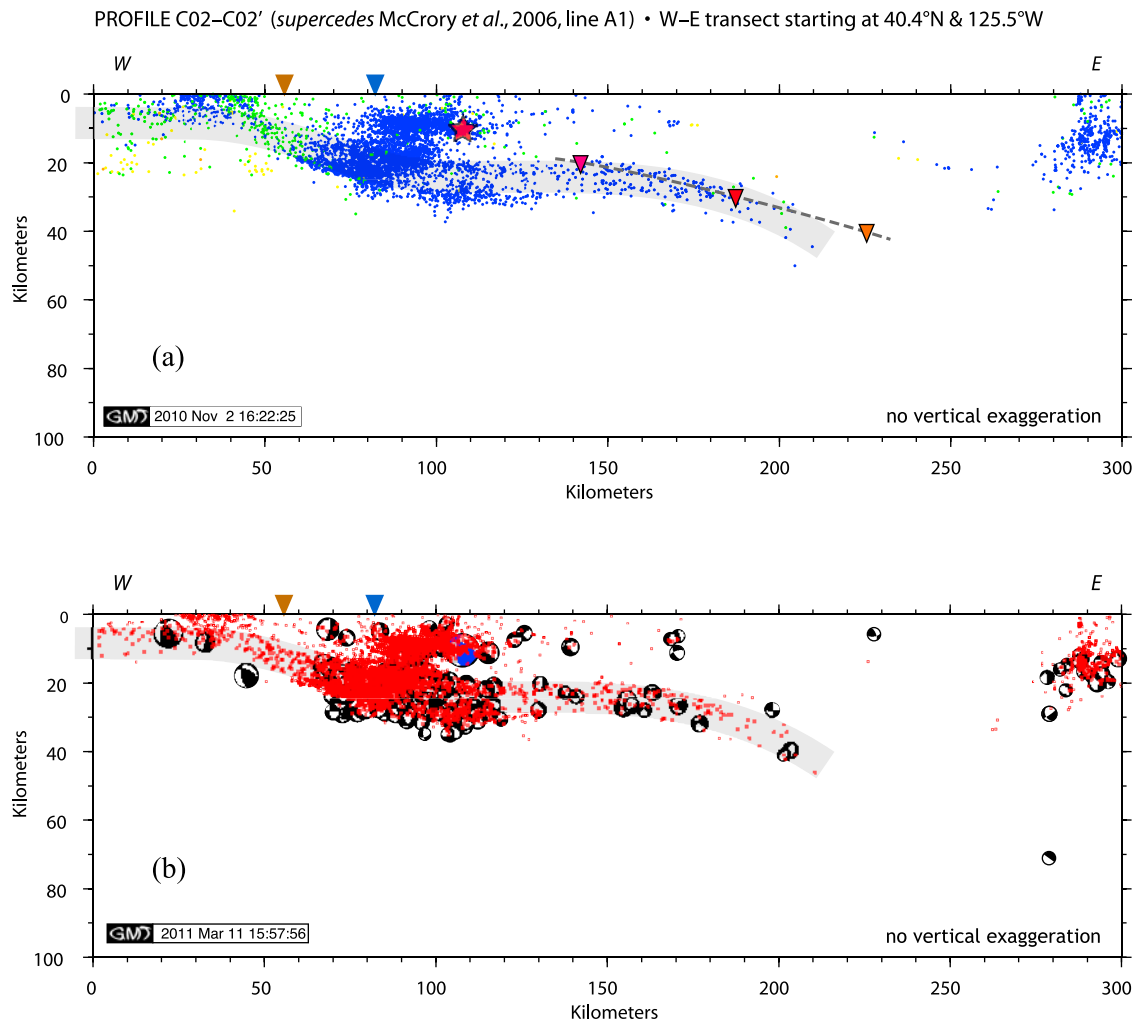 PROFILE C02–C02′ (supercedes McCrory et al., 2006, line A1) • W–E transect starting at 40.4°N & 125.5°W
W
E
0
20
40
60
80
100
Kilometers
(a)
GMT 2010 Nov 2 16:22:25
no vertical exaggeration
0
50
100
150
200
250
300
Kilometers
W
E
0
20
40
60
80
100
Kilometers
(b)
GMT 2011 Mar 11 15:57:56
no vertical exaggeration
0
50
100
150
200
250
300
Kilometers